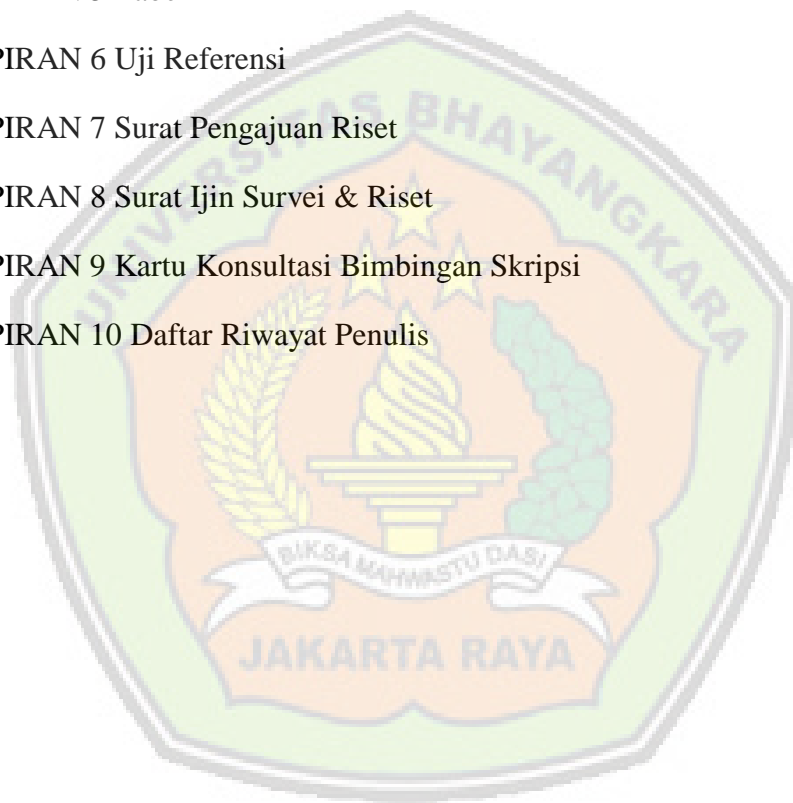 PIRAN 6 Uji Referensi
PIRAN 7 Surat Pengajuan Riset
PIRAN 8 Surat Ijin Survei & Riset
PIRAN 9 Kartu Konsultasi Bimbingan Skripsi
PIRAN 10 Daftar Riwayat Penulis
UNIVERSITAS BHAYANGKARA
BIKSA MAHWASTU DASI
JAKARTA RAYA